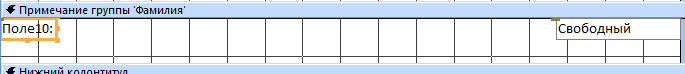 Примечание группы 'Фамилия'
Поле10: Свободный
Нижний колонтитул